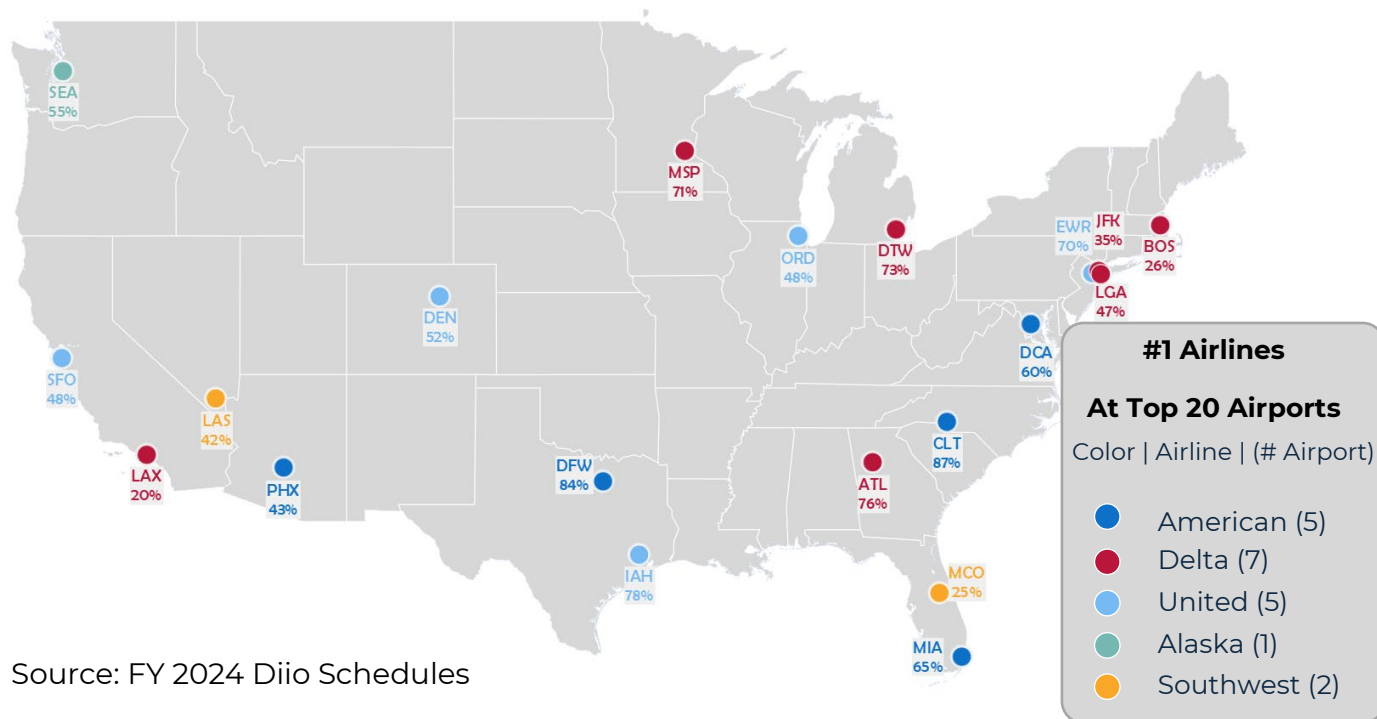 SEA
55%
MSP
71%
EWR
70%
JFK
35%
BOS
26%
ORD
48%
DTW
73%
LGA
47%
DEN
52%
DCA
60%
SFO
48%
LAS
42%
CLT
87%
LAX
20%
PHX
43%
DFW
84%
ATL
76%
IAH
78%
MCO
25%
MIA
65%
#1 Airlines
At Top 20 Airports
Color | Airline | (# Airport)
American (5)
Delta (7)
United (5)
Alaska (1)
Southwest (2)
Source: FY 2024 Diio Schedules